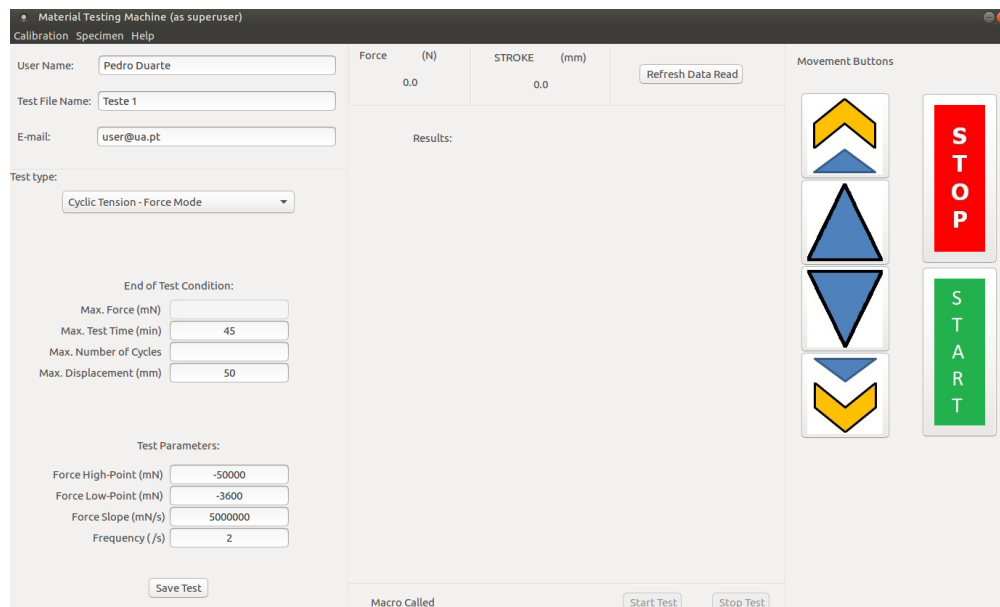 Material Testing Machine (as superuser)
Calibration Specimen Help
User Name: Pedro Duarte
Test File Name: Teste 1
E-mail: user@ua.pt
Test type:
Cyclic Tension - Force Mode
End of Test Condition:
Max. Force (mN)
Max. Test Time (min) 45
Max. Number of Cycles
Max. Displacement (mm) 50
Test Parameters:
Force High-Point (mN) -50000
Force Low-Point (mN) -3600
Force Slope (mN/s) 5000000
Frequency (/s) 2
Save Test
Force (N) STROKE (mm)
0.0 0.0
Refresh Data Read
Results:
Macro Called Start Test Stop Test
Movement Buttons
STOP
START